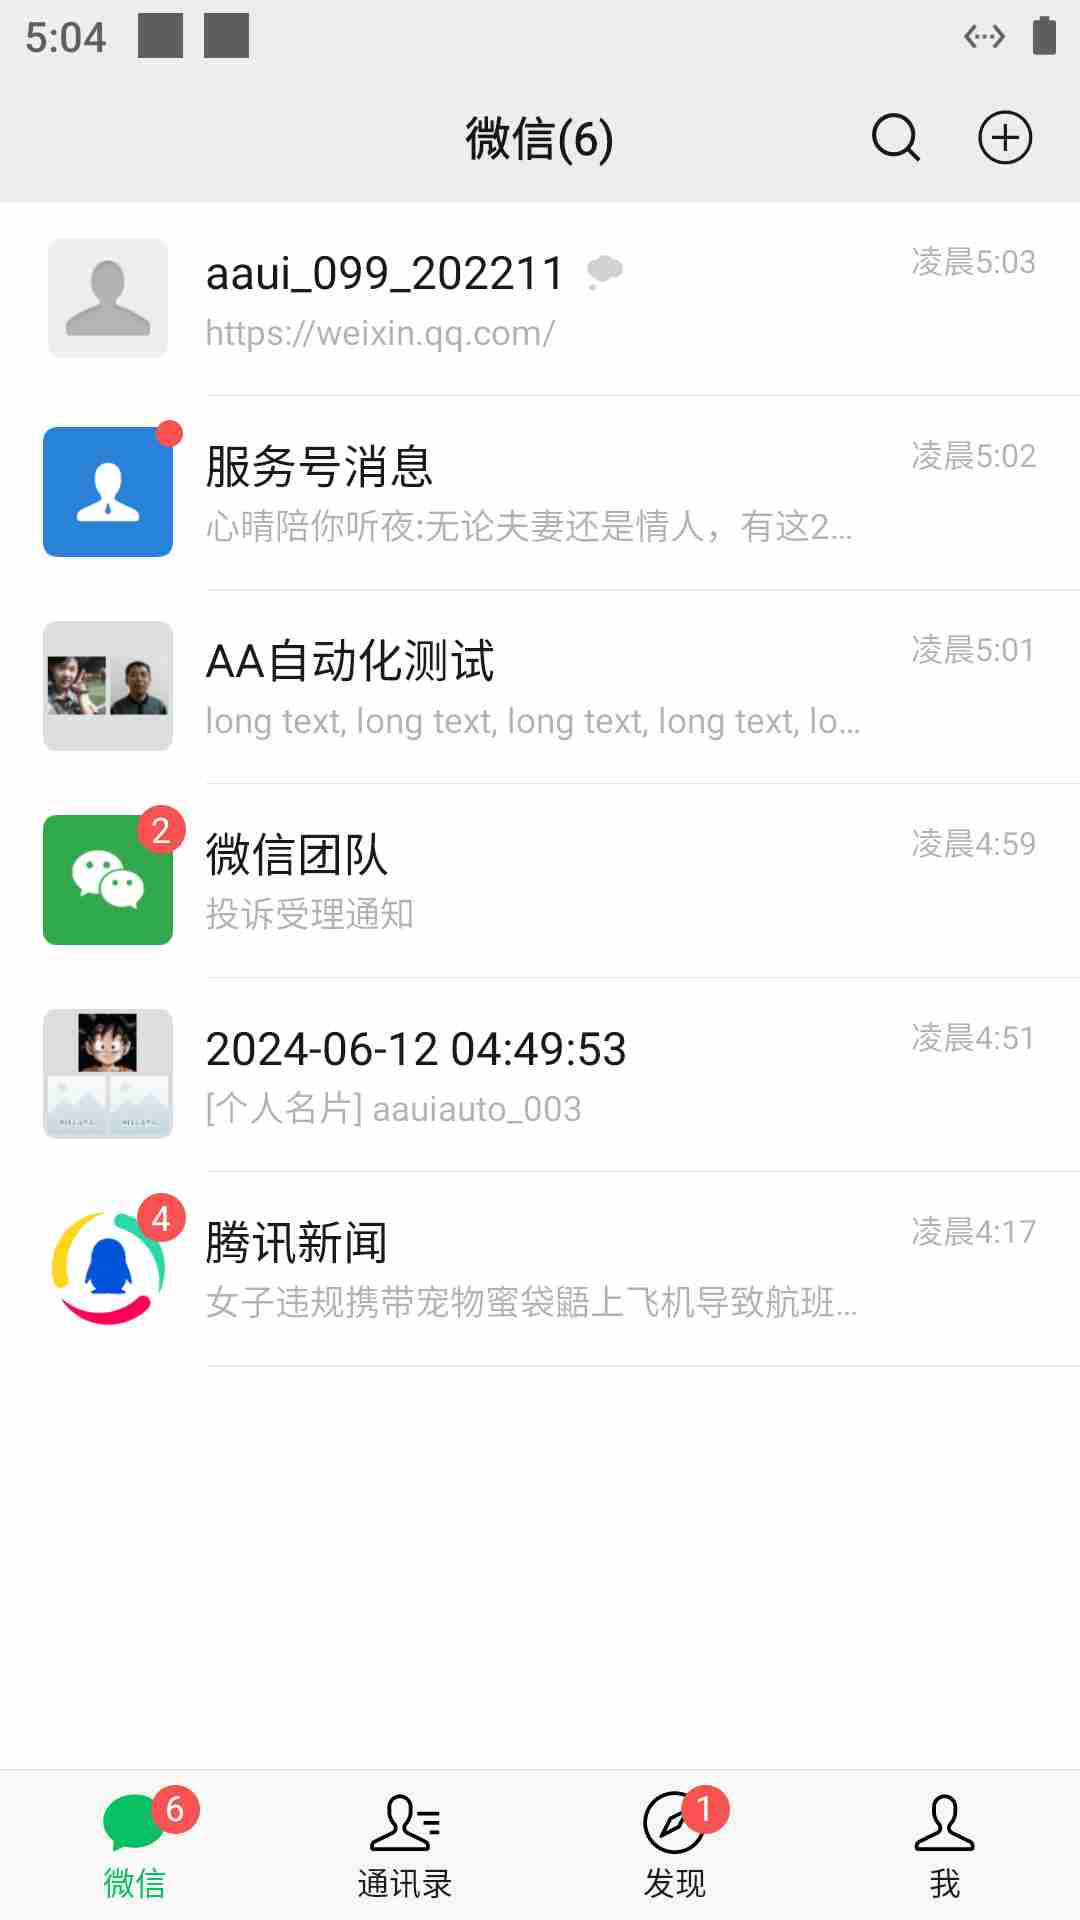 5:04
微信(6)
aaui_099_202211
凌晨5:03
https://weixin.qq.com/
服务号消息
凌晨5:02
心晴陪你听夜:无论夫妻还是情人，有这2...
AA自动化测试
凌晨5:01
long text, long text, long text, long text, lo...
2
微信团队
凌晨4:59
投诉受理通知
2024-06-12 04:49:53
凌晨4:51
[个人名片] aauiauto_003
4
腾讯新闻
凌晨4:17
女子违规携带宠物蜜袋鼯上飞机导致航班...
6
1
微信
通讯录
发现
我